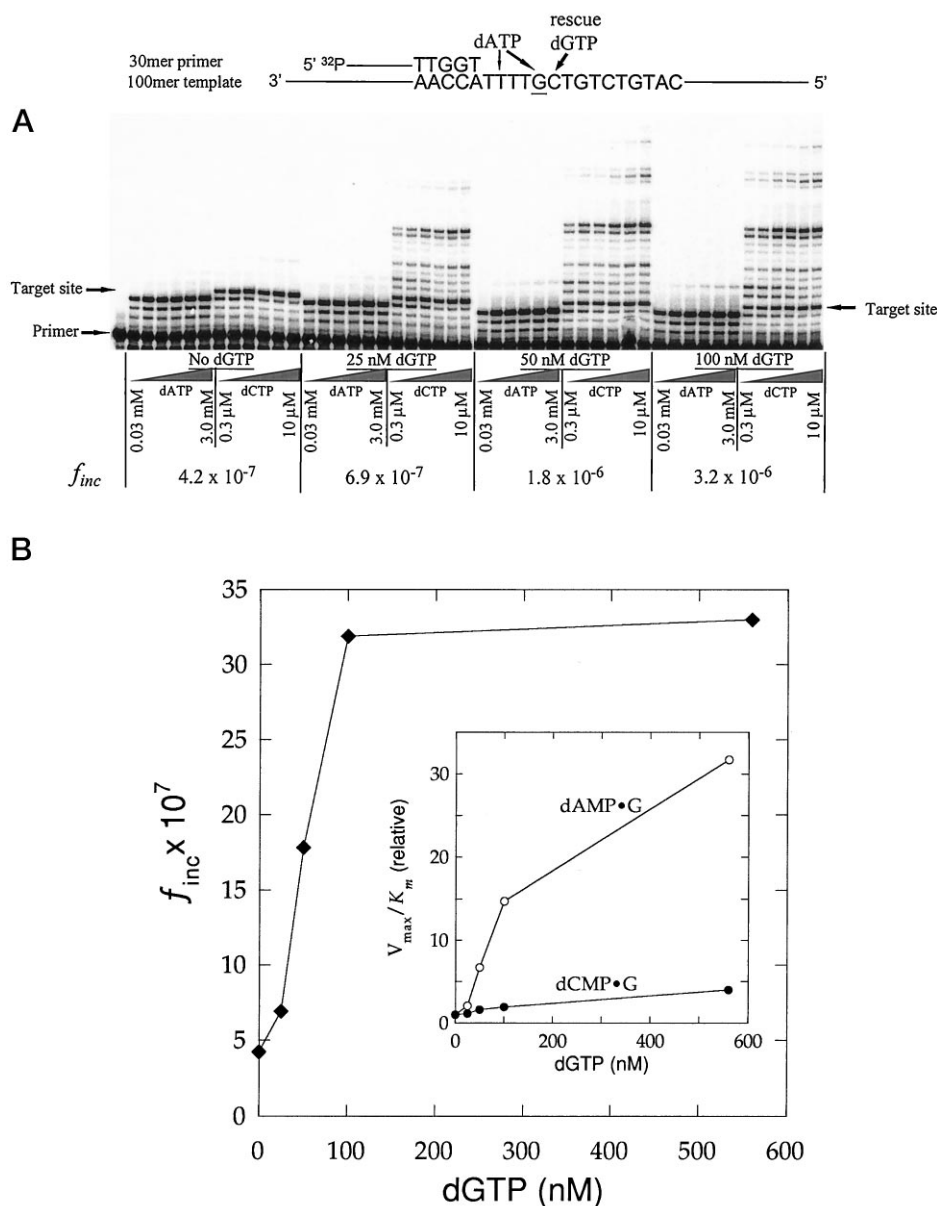 rescue
dATP dGTP
30mer primer 5' ³²P TTGGT
100mer template 3' AACCATTTTGCTGTCTGTAC 5'
A
Target site
Primer
Target site
No dGTP 25 nM dGTP 50 nM dGTP 100 nM dGTP
dATP dCTP dATP dCTP dATP dCTP dATP dCTP
0.03 mM 3.0 mM 0.3 µM 10 µM 0.03 mM 3.0 mM 0.3 µM 10 µM 0.03 mM 3.0 mM 0.3 µM 10 µM 0.03 mM 3.0 mM 0.3 µM 10 µM
f_inc 4.2 x 10⁻⁷ 6.9 x 10⁻⁷ 1.8 x 10⁻⁶ 3.2 x 10⁻⁶
B
35
30
25
20
15
10
5
0
f_inc x 10⁷
0 100 200 300 400 500 600
dGTP (nM)
30
20
10
0
V_max/K_m (relative)
dAMP•G
dCMP•G
0 200 400 600
dGTP (nM)